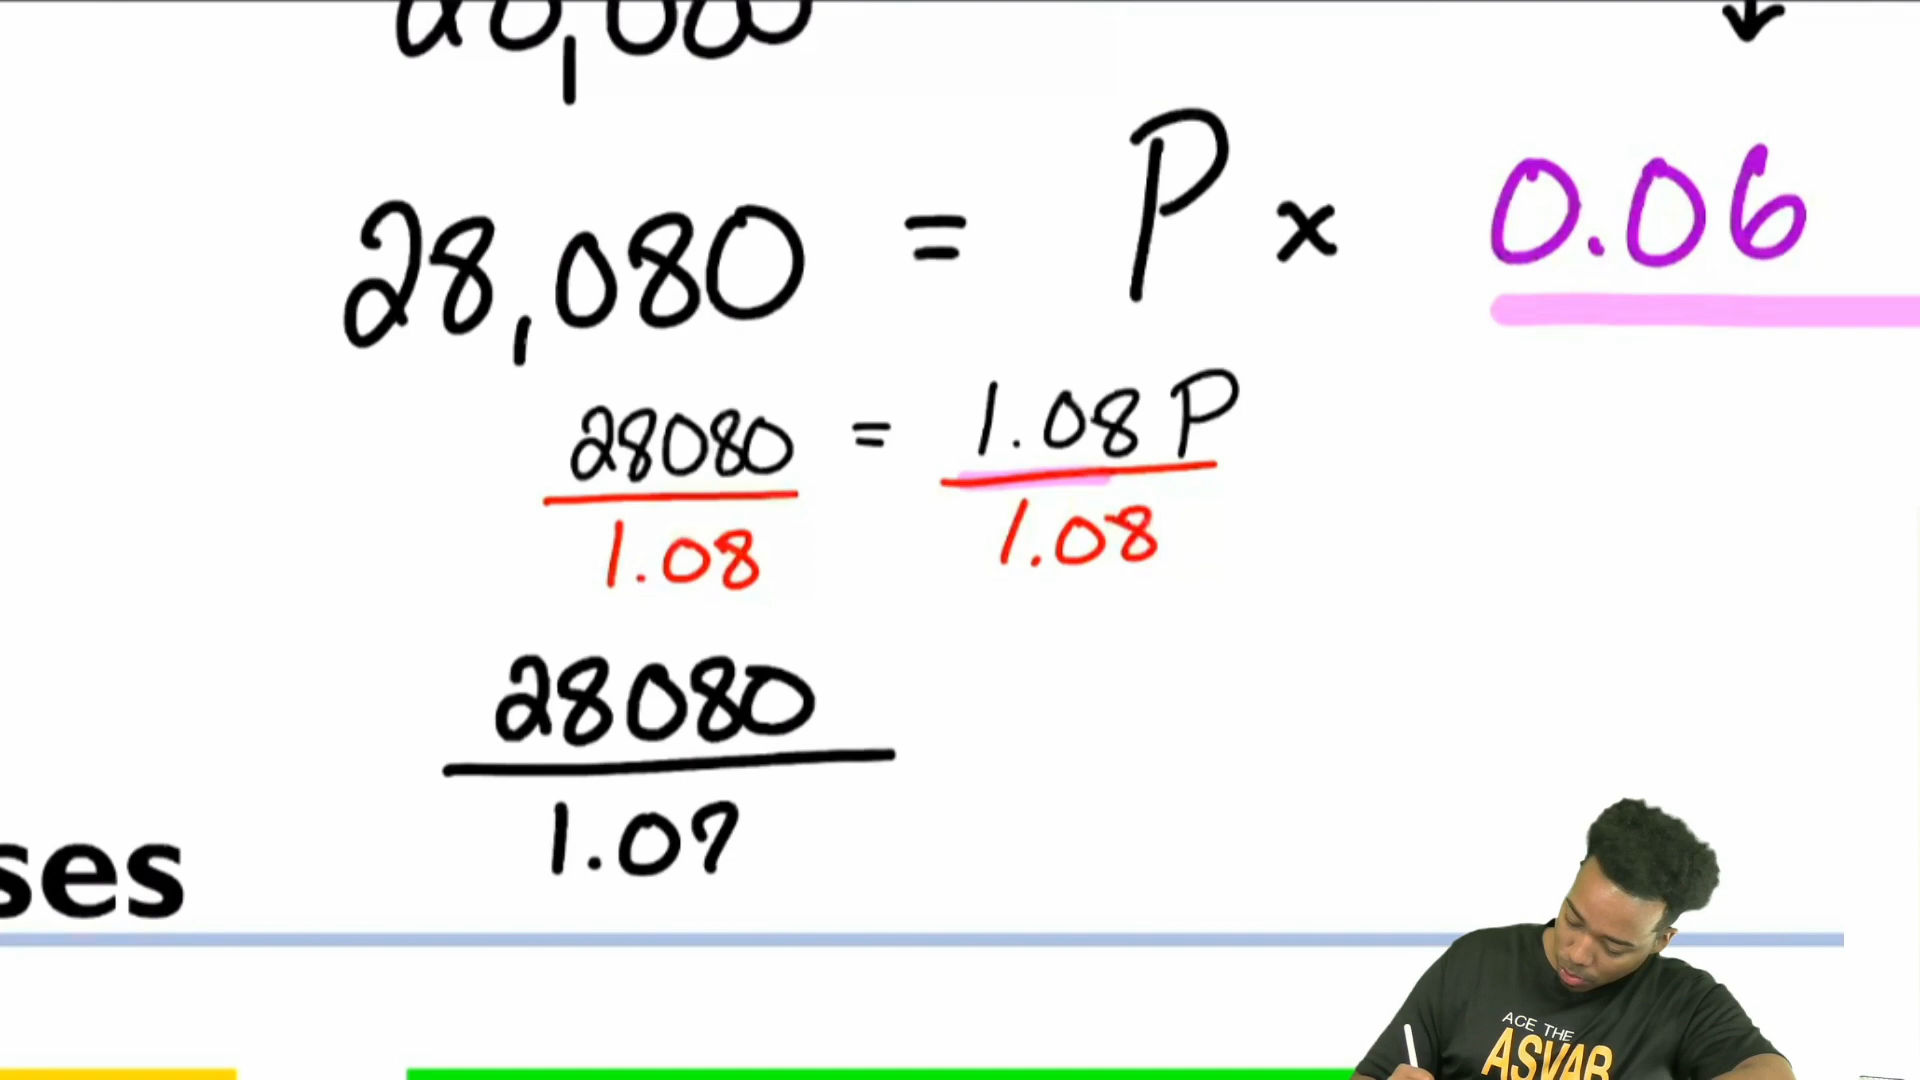 28,080 = P x 0.06
28080 = 1.08 P
1.08 1.08
28080
1.07
ses
ACE THE
ASVAB